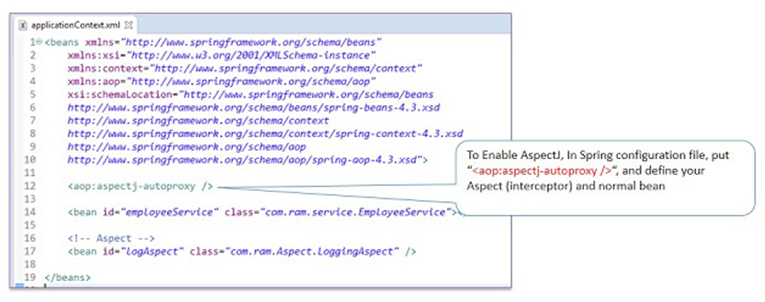 applicationContext.xml
1 <beans xmlns="http://www.springframework.org/schema/beans"
2 xmlns:xsi="http://www.w3.org/2001/XMLSchema-instance"
3 xmlns:context="http://www.springframework.org/schema/context"
4 xmlns:aop="http://www.springframework.org/schema/aop"
5 xsi:schemaLocation="http://www.springframework.org/schema/beans
6 http://www.springframework.org/schema/beans/spring-beans-4.3.xsd
7 http://www.springframework.org/schema/context
8 http://www.springframework.org/schema/context/spring-context-4.3.xsd
9 http://www.springframework.org/schema/aop
10 http://www.springframework.org/schema/aop/spring-aop-4.3.xsd">
11
12 <aop:aspectj-autoproxy />
13
14 <bean id="employeeService" class="com.ram.service.EmployeeService"><
15
16 <!-- Aspect -->
17 <bean id="logAspect" class="com.ram.Aspect.LoggingAspect" />
18
19 </beans>
To Enable AspectJ, In Spring configuration file, put
“<aop:aspectj-autoproxy />“, and define your
Aspect (interceptor) and normal bean